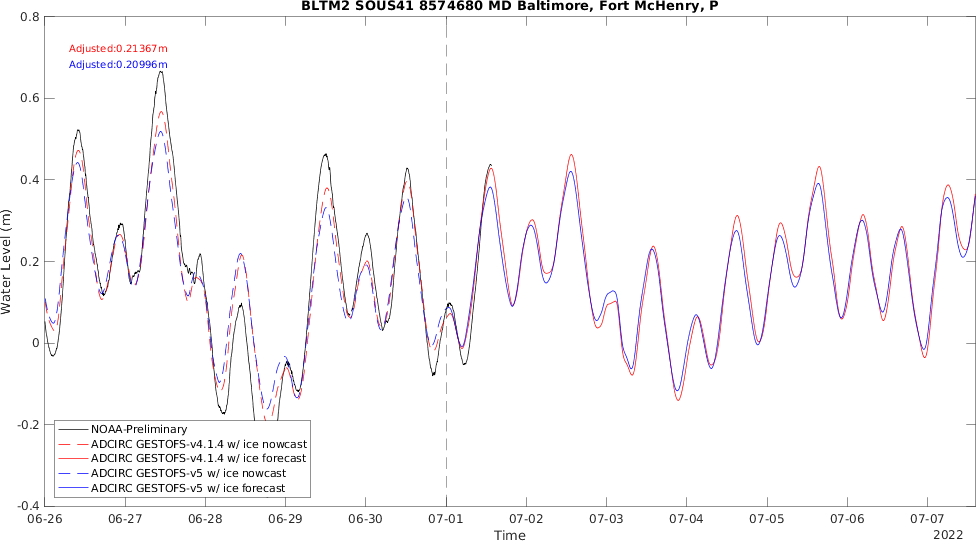 BLTM2 SOUS41 8574680 MD Baltimore, Fort McHenry, P
Adjusted:0.21367m
Adjusted:0.20996m
Water Level (m)
0.8
0.6
0.4
0.2
0
-0.2
-0.4
NOAA-Preliminary
ADCIRC GESTOFS-v4.1.4 w/ ice nowcast
ADCIRC GESTOFS-v4.1.4 w/ ice forecast
ADCIRC GESTOFS-v5 w/ ice nowcast
ADCIRC GESTOFS-v5 w/ ice forecast
06-26 06-27 06-28 06-29 06-30 07-01 07-02 07-03 07-04 07-05 07-06 07-07
Time
2022